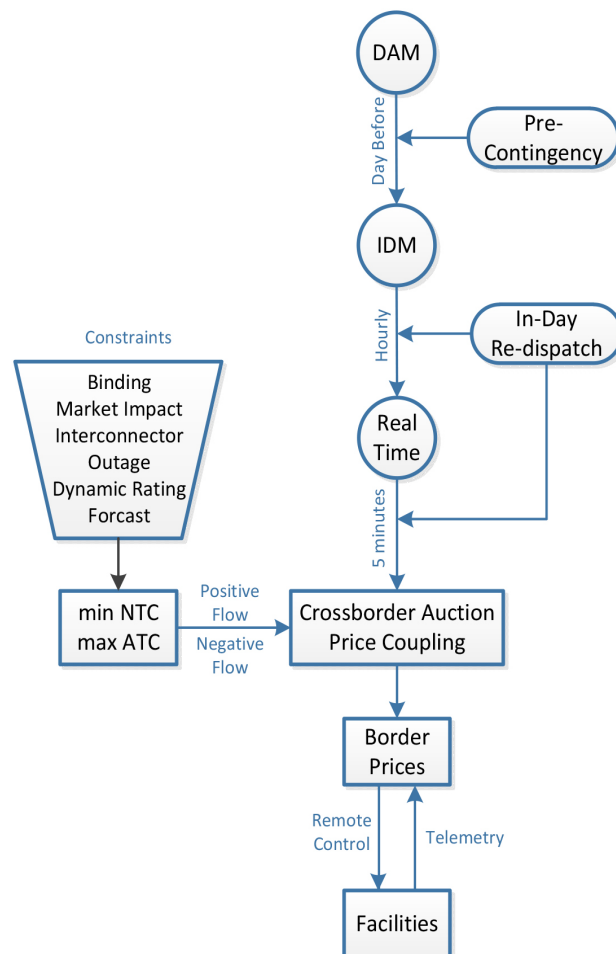 DAM
Day Before
Pre-
Contingency
IDM
Hourly
In-Day
Re-dispatch
Constraints
Binding
Market Impact
Interconnector
Outage
Dynamic Rating
Forcast
Real
Time
5 minutes
min NTC
max ATC
Positive
Flow
Negative
Flow
Crossborder Auction
Price Coupling
Border
Prices
Remote
Control
Telemetry
Facilities